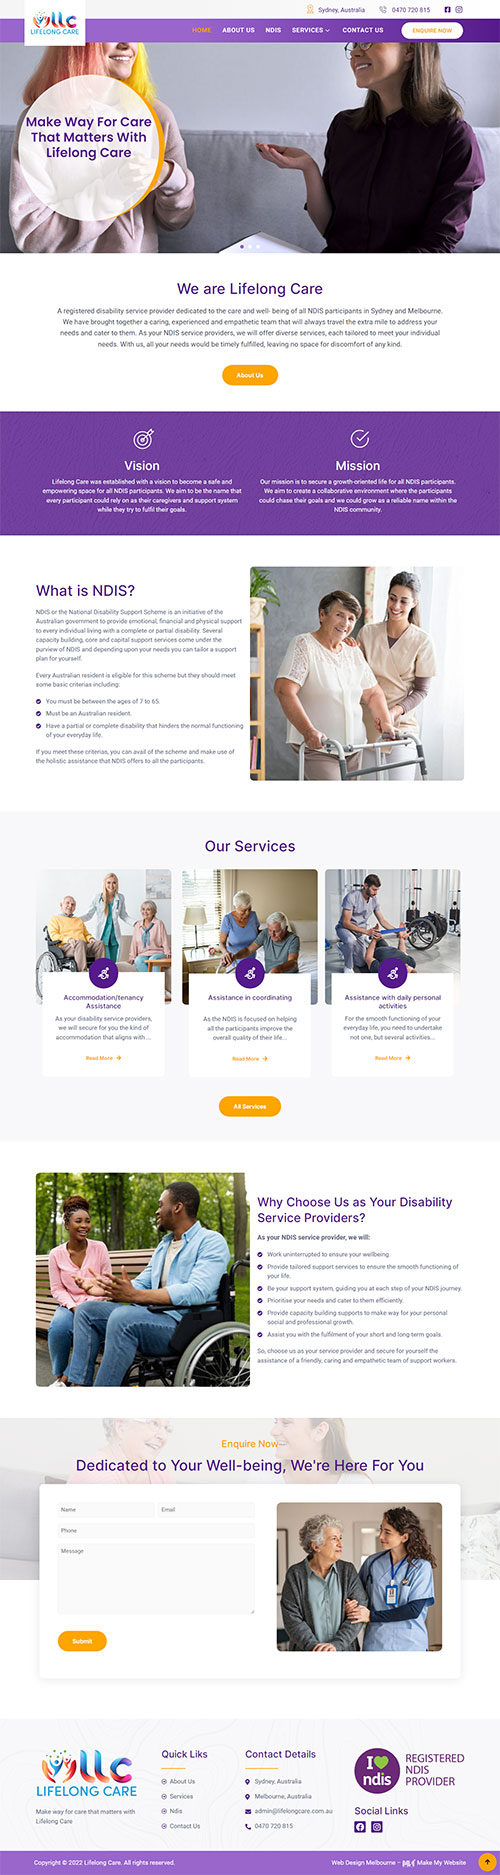 Sydney, Australia
0470 720 815
llc
LIFELONG CARE
HOME
ABOUT US
NDIS
SERVICES
CONTACT US
ENQUIRE NOW
Make Way For Care
That Matters With
Lifelong Care
We are Lifelong Care
A registered disability service provider dedicated to the care and well- being of all NDIS participants in Sydney and Melbourne.
We have brought together a caring, experienced and empathetic team that will always travel the extra mile to address your
needs and cater to them. As your NDIS service providers, we will offer diverse services, each tailored to meet your individual
needs. With us, all your needs would be timely fulfilled, leaving no space for discomfort of any kind.
About Us
Vision
Lifelong Care was established with a vision to become a safe and
empowering space for all NDIS participants. We aim to be the name that
every participant could rely on as their caregivers and support system
while they try to fulfil their goals.
Mission
Our mission is to secure a growth-oriented life for all NDIS participants.
We aim to create a collaborative environment where the participants
could chase their goals and we could grow as a reliable name within the
NDIS community.
What is NDIS?
NDIS or the National Disability Support Scheme is an initiative of the
Australian government to provide emotional, financial and physical support
to every individual living with a complete or partial disability. Several
capacity building, core and capital support services come under the
purview of NDIS and depending upon your needs you can tailor a support
plan for yourself.
Every Australian resident is eligible for this scheme but they should meet
some basic criterias including:
You must be between the ages of 7 to 65.
Must be an Australian resident.
Have a partial or complete disability that hinders the normal functioning
of your everyday life.
If you meet these criterias, you can avail of the scheme and make use of
the holistic assistance that NDIS offers to all the participants.
Our Services
Accommodation/tenancy
Assistance
As your disability service providers,
we will secure for you the kind of
accommodation that aligns with ...
Read More
Assistance in coordinating
As the NDIS is focused on helping
all the participants improve the
overall quality of their life...
Read More
Assistance with daily personal
activities
For the smooth functioning of your
everyday life, you need to undertake
not one, but several activities...
Read More
All Services
Why Choose Us as Your Disability
Service Providers?
As your NDIS service provider, we will:
Work uninterrupted to ensure your wellbeing.
Provide tailored support services to ensure the smooth functioning of
your life.
Be your support system, guiding you at each step of your NDIS journey.
Prioritise your needs and cater to them efficiently.
Provide capacity building supports to make way for your personal
social and professional growth.
Assist you with the fulfilment of your short and long term goals.
So, choose us as your service provider and secure for yourself the
assistance of a friendly, caring and empathetic team of support workers.
Enquire Now
Dedicated to Your Well-being, We're Here For You
Name
Email
Phone
Message
Submit
llc
LIFELONG CARE
Make way for care that matters with
Lifelong Care
Quick Liks
About Us
Services
Ndis
Contact Us
Contact Details
Sydney, Australia
Melbourne, Australia
admin@lifelongcare.com.au
0470 720 815
I
ndis
REGISTERED
NDIS
PROVIDER
Social Links
Copyright © 2022 Lifelong Care. All rights reserved.
Web Design Melbourne – Make My Website